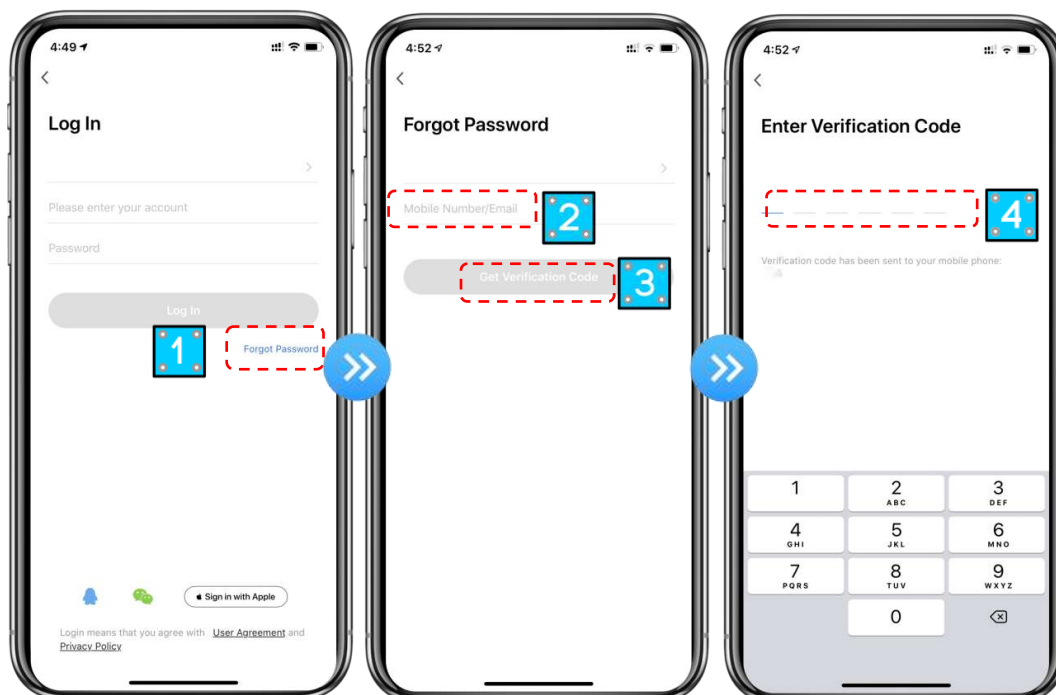 4:49
Log In
Please enter your account
Password
Log In
1
Forgot Password
Sign in with Apple
Login means that you agree with User Agreement and
Privacy Policy
4:52
Forgot Password
Mobile Number/Email
2
Get Verification Code
3
4:52
Enter Verification Code
4
Verification code has been sent to your mobile phone:
1 2 3
ABC DEF
4 5 6
GHI JKL MNO
7 8 9
PQRS TUV WXYZ
0